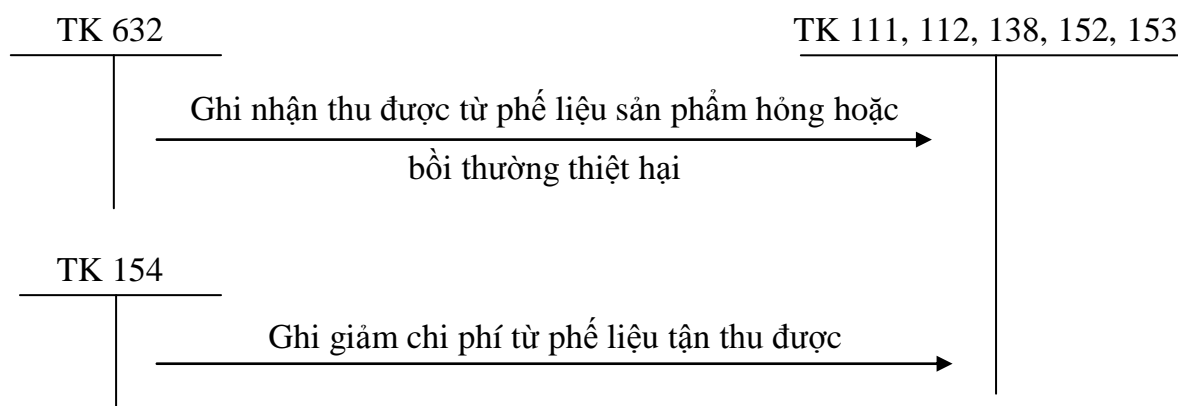 TK 632
TK 111, 112, 138, 152, 153
Ghi nhận thu được từ phế liệu sản phẩm hỏng hoặc
bồi thường thiệt hại
TK 154
Ghi giảm chi phí từ phế liệu tận thu được